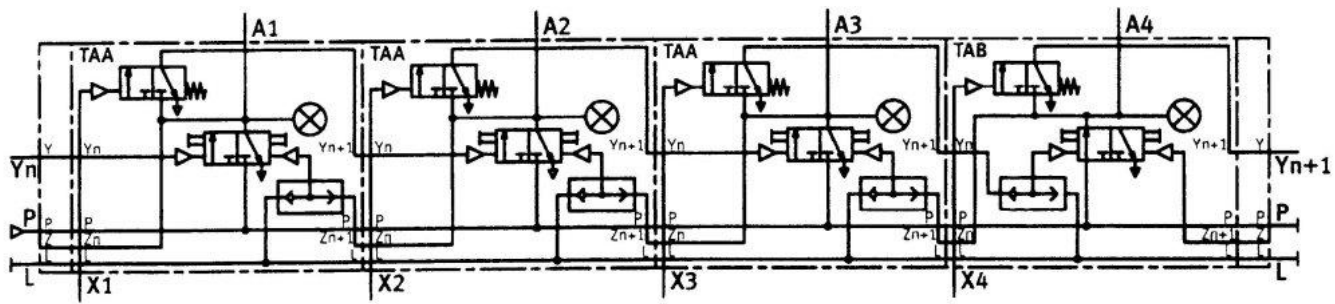 A1 A2 A3 A4
TAA TAA TAA TAB
Yn Y Yn Yn+1 Yn Yn+1 Yn Yn+1 Yn Yn+1 Y Yn+1
P P P P P P P P P P P P
Z Zn Zn+1 Zn Zn+1 Zn Zn+1 Zn Zn+1 Z
L L L L L L L L L L L L
X1 X2 X3 X4